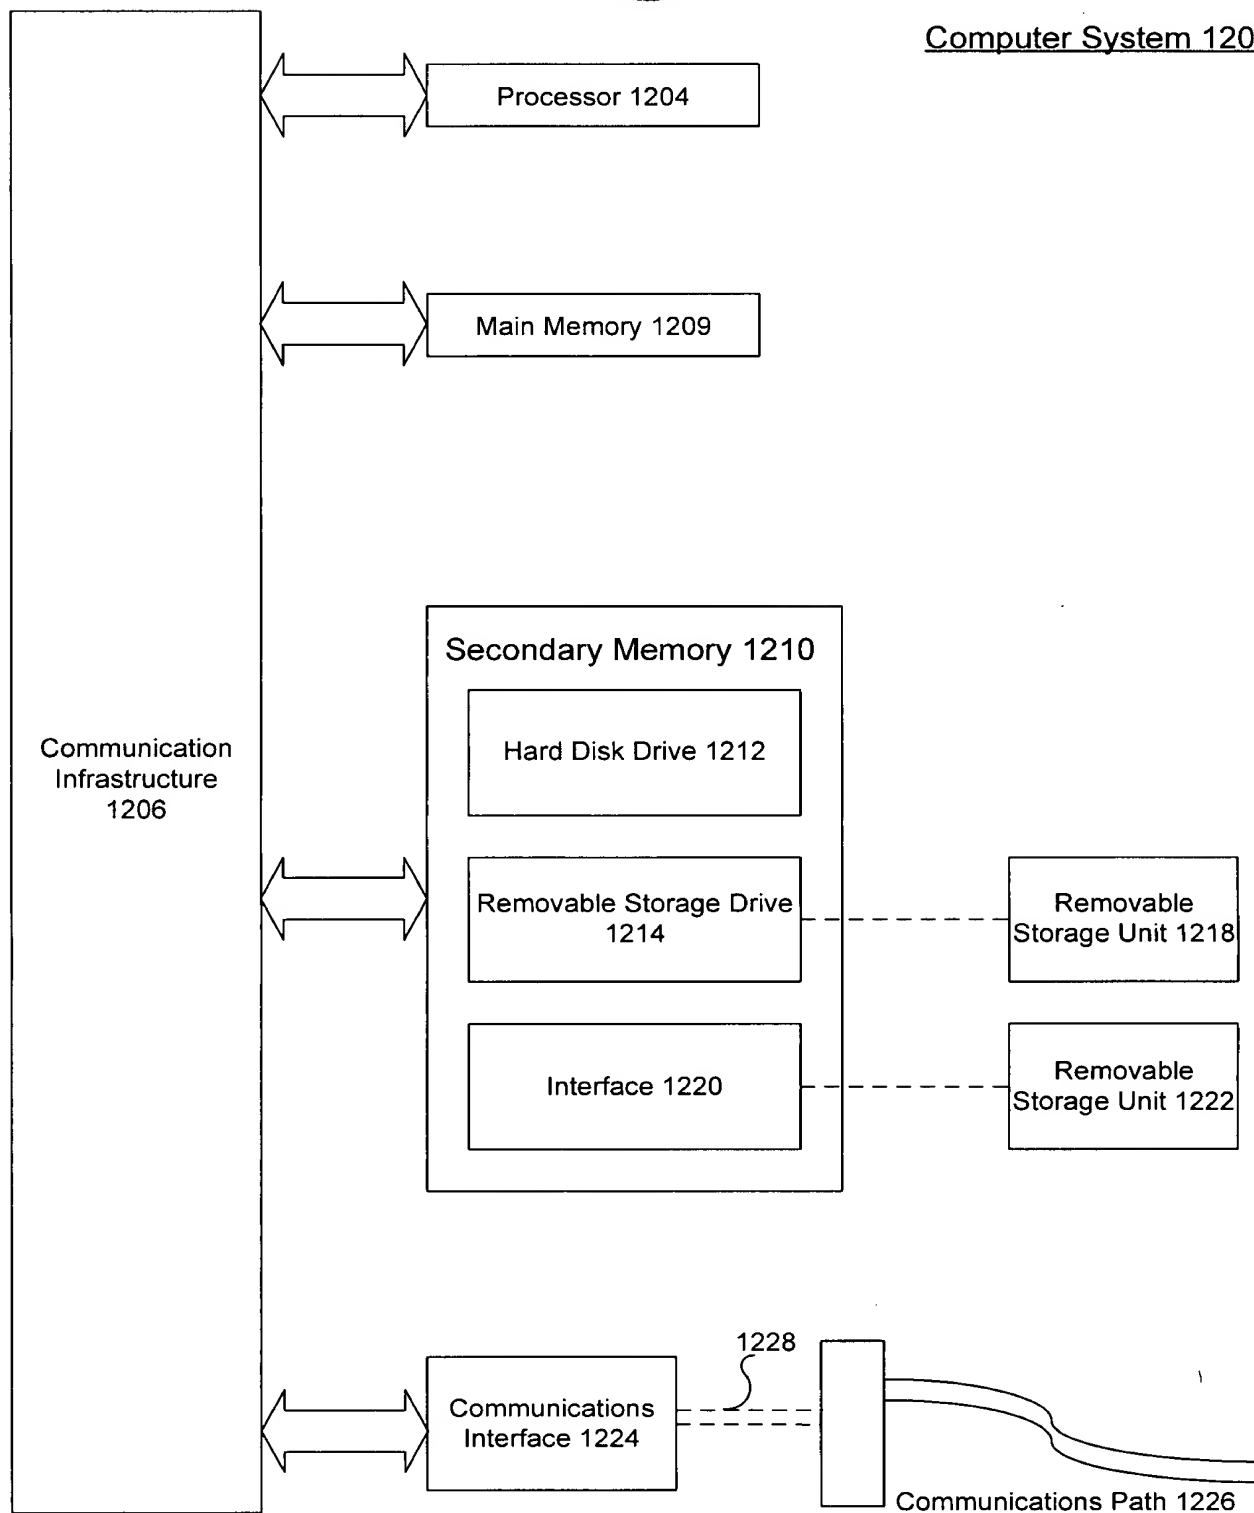 Computer System 120
Processor 1204
Main Memory 1209
Secondary Memory 1210
Hard Disk Drive 1212
Communication
Infrastructure
1206
Removable Storage Drive
1214
Removable
Storage Unit 1218
Interface 1220
Removable
Storage Unit 1222
1228
Communications
Interface 1224
Communications Path 1226